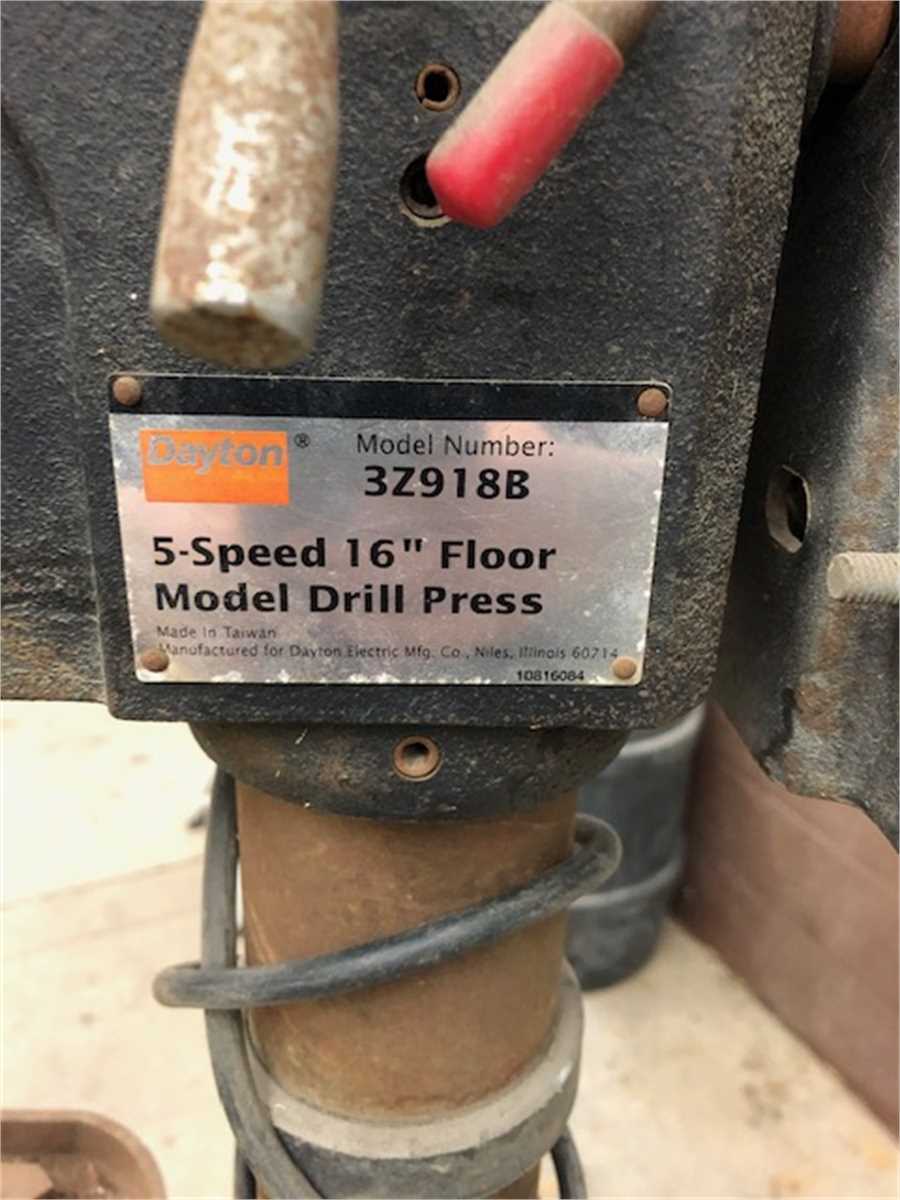 Dayton® Model Number:
3Z918B
5-Speed 16" Floor
Model Drill Press
Made In Taiwan
Manufactured for Dayton Electric Mfg. Co., Niles, Illinois 60714
10816084